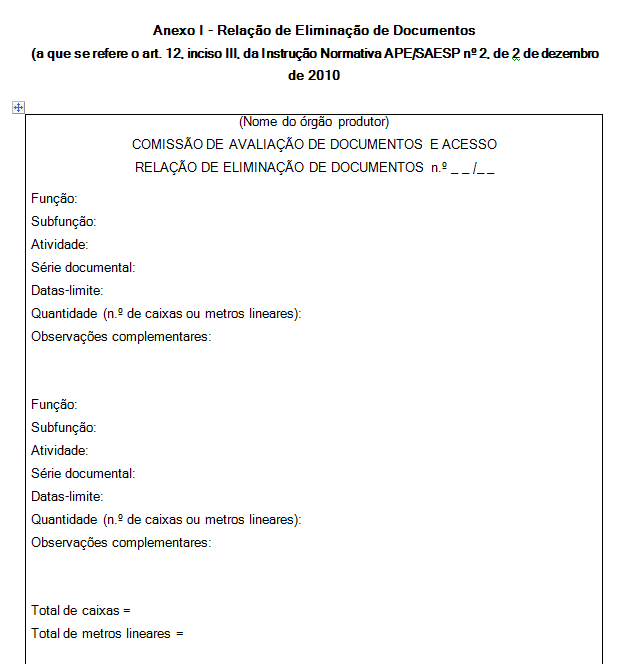 Anexo I - Relação de Eliminação de Documentos
(a que se refere o art. 12, inciso III, da Instrução Normativa APE/SAESP nº 2, de 2 de dezembro
de 2010
(Nome do órgão produtor)
COMISSÃO DE AVALIAÇÃO DE DOCUMENTOS E ACESSO
RELAÇÃO DE ELIMINAÇÃO DE DOCUMENTOS n.º _ _ /_ _
Função:
Subfunção:
Atividade:
Série documental:
Datas-limite:
Quantidade (n.º de caixas ou metros lineares):
Observações complementares:
Função:
Subfunção:
Atividade:
Série documental:
Datas-limite:
Quantidade (n.º de caixas ou metros lineares):
Observações complementares:
Total de caixas =
Total de metros lineares =